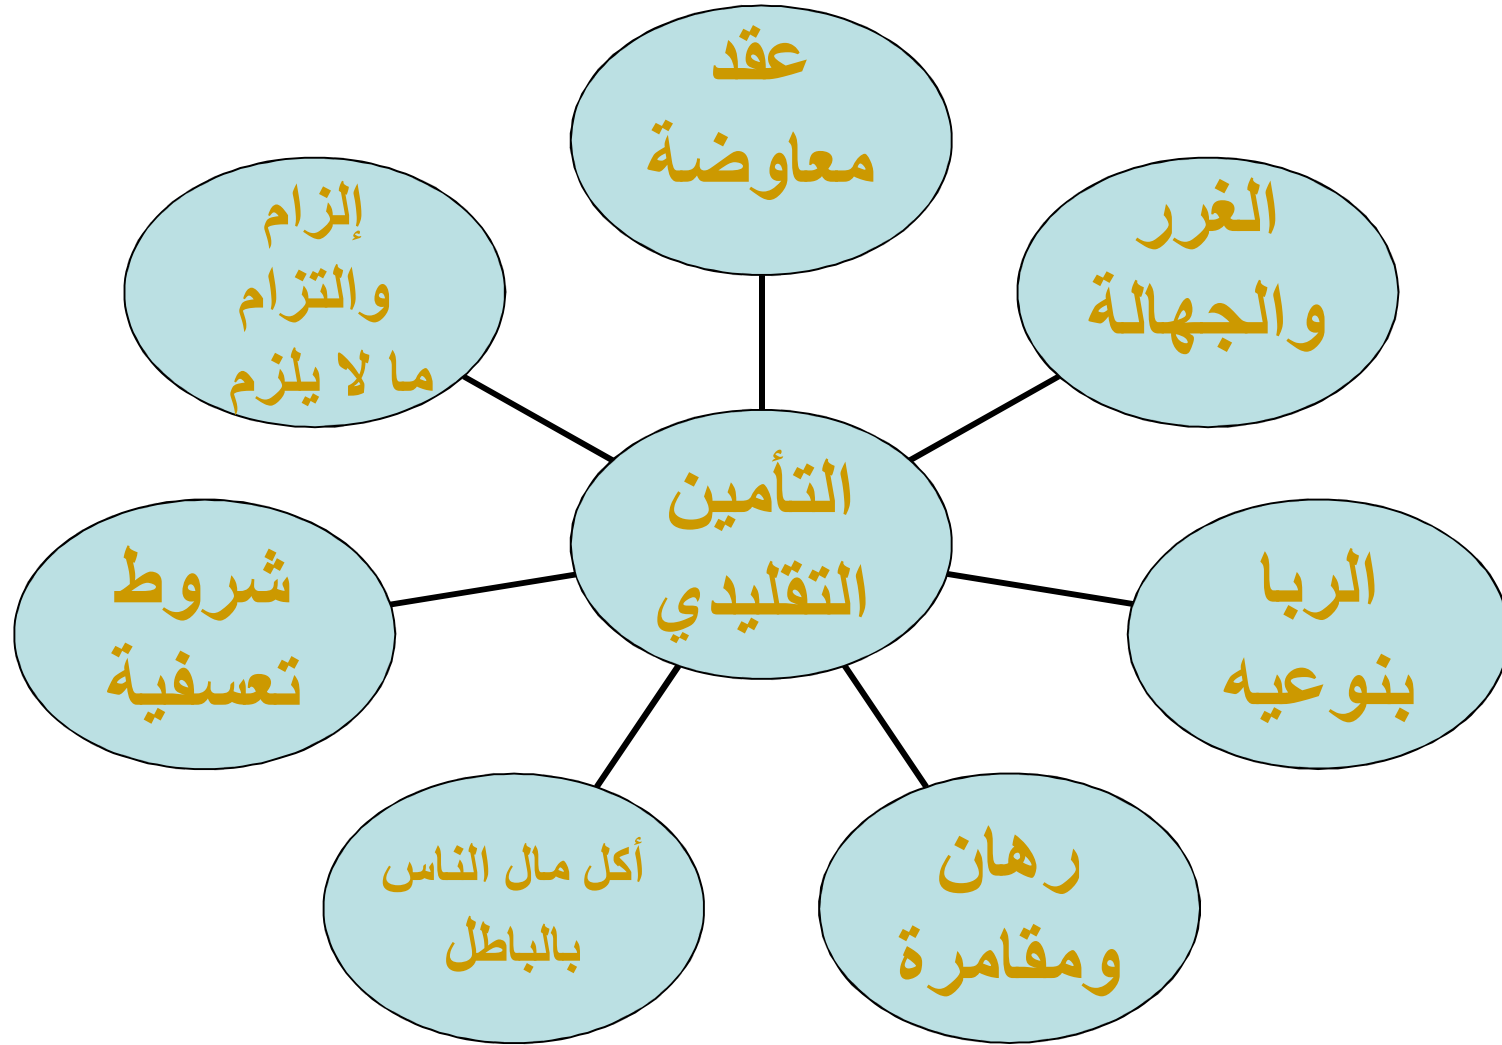 عقد
معاوضة
الغرر
والجهالة
الربا
بنوعيه
رهان
ومقامرة
أكل مال الناس
بالباطل
شروط
تعسفية
إلزام
والتزام
ما لا يلزم
التأمين
التقليدي